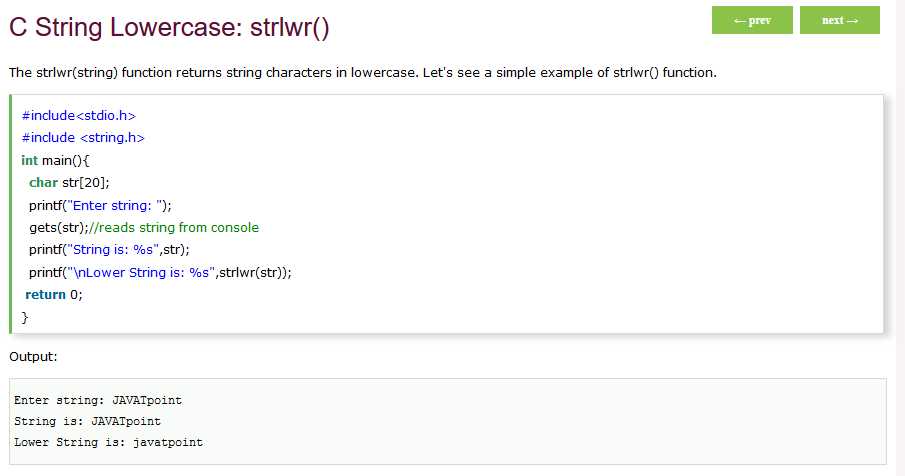 C String Lowercase: strlwr()
← prev next →
The strlwr(string) function returns string characters in lowercase. Let's see a simple example of strlwr() function.
#include<stdio.h>
#include <string.h>
int main(){
  char str[20];
  printf("Enter string: ");
  gets(str);//reads string from console
  printf("String is: %s",str);
  printf("\nLower String is: %s",strlwr(str));
 return 0;
}
Output:
Enter string: JAVATpoint
String is: JAVATpoint
Lower String is: javatpoint